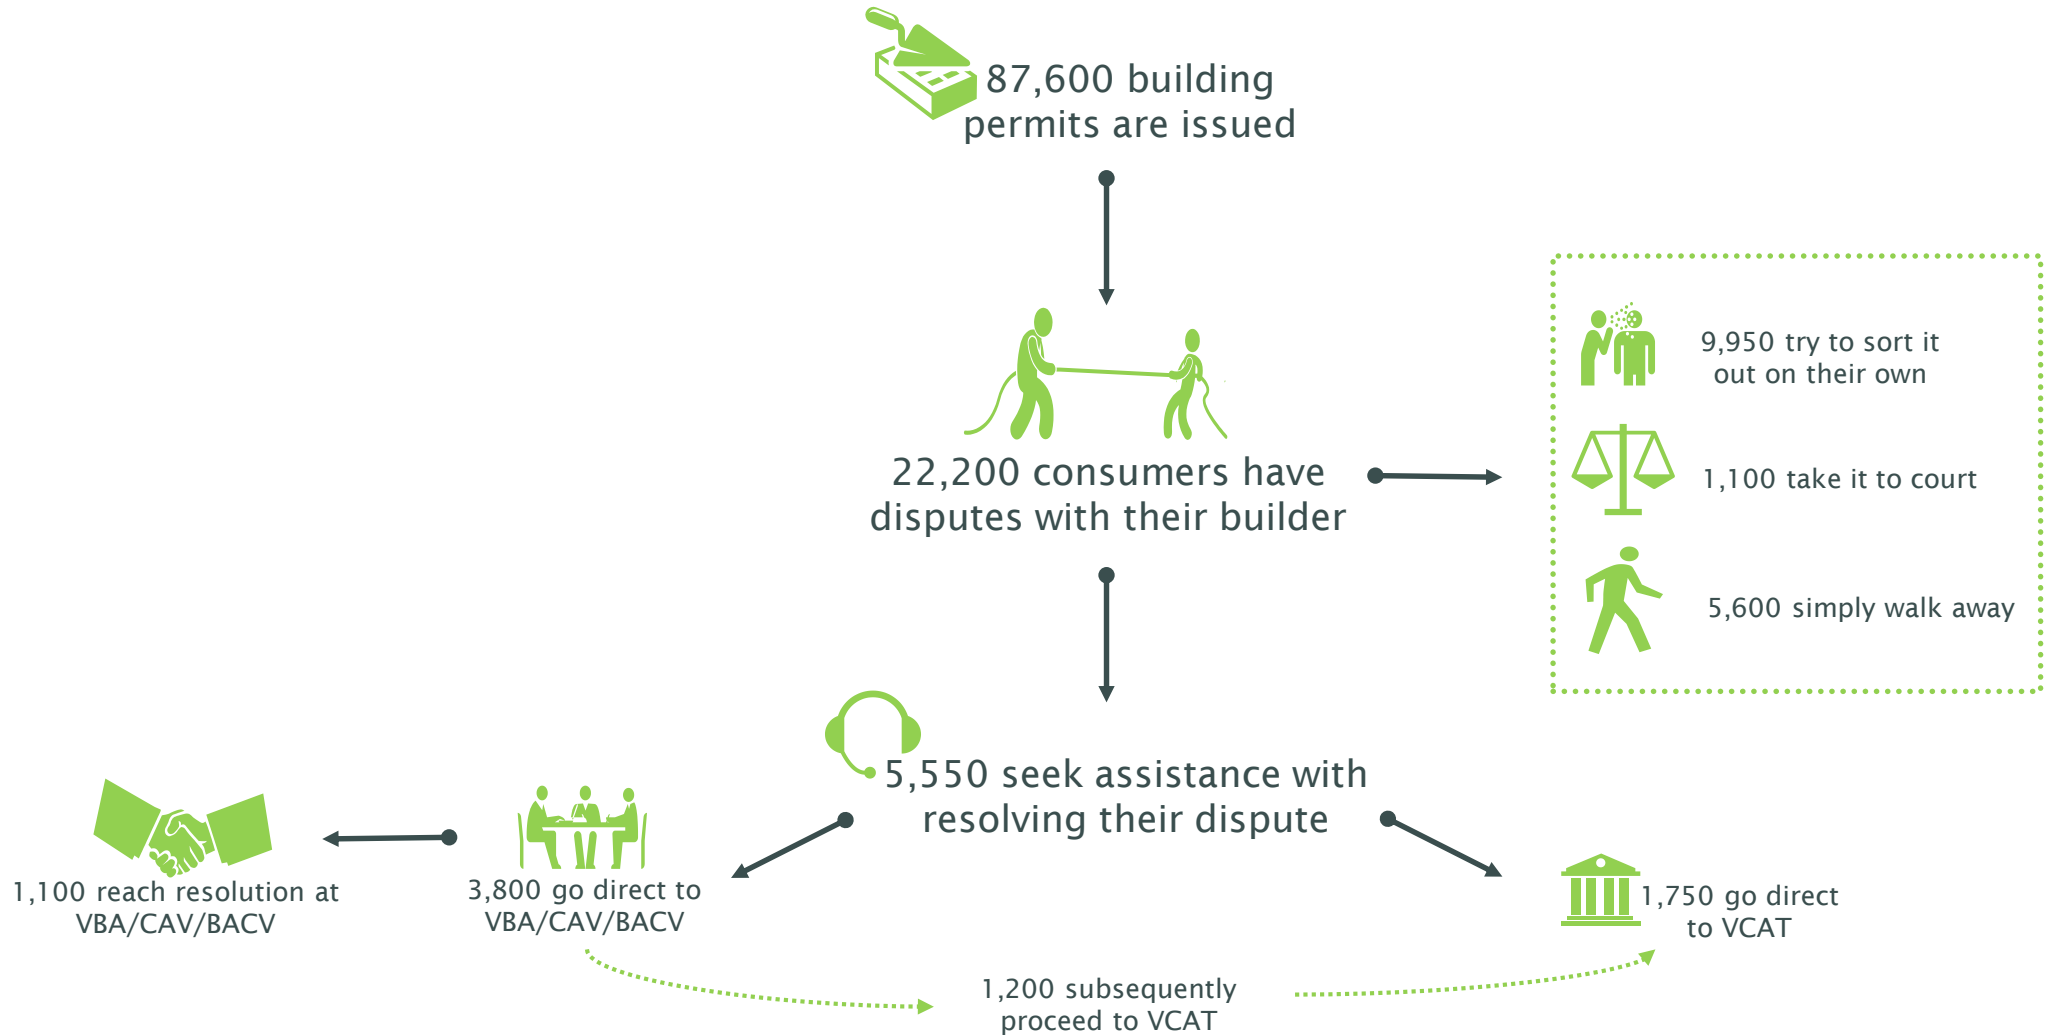 87,600 building
permits are issued
22,200 consumers have
disputes with their builder
9,950 try to sort it
out on their own
1,100 take it to court
5,600 simply walk away
5,550 seek assistance with
resolving their dispute
1,100 reach resolution at
VBA/CAV/BACV
3,800 go direct to
VBA/CAV/BACV
1,750 go direct
to VCAT
1,200 subsequently
proceed to VCAT